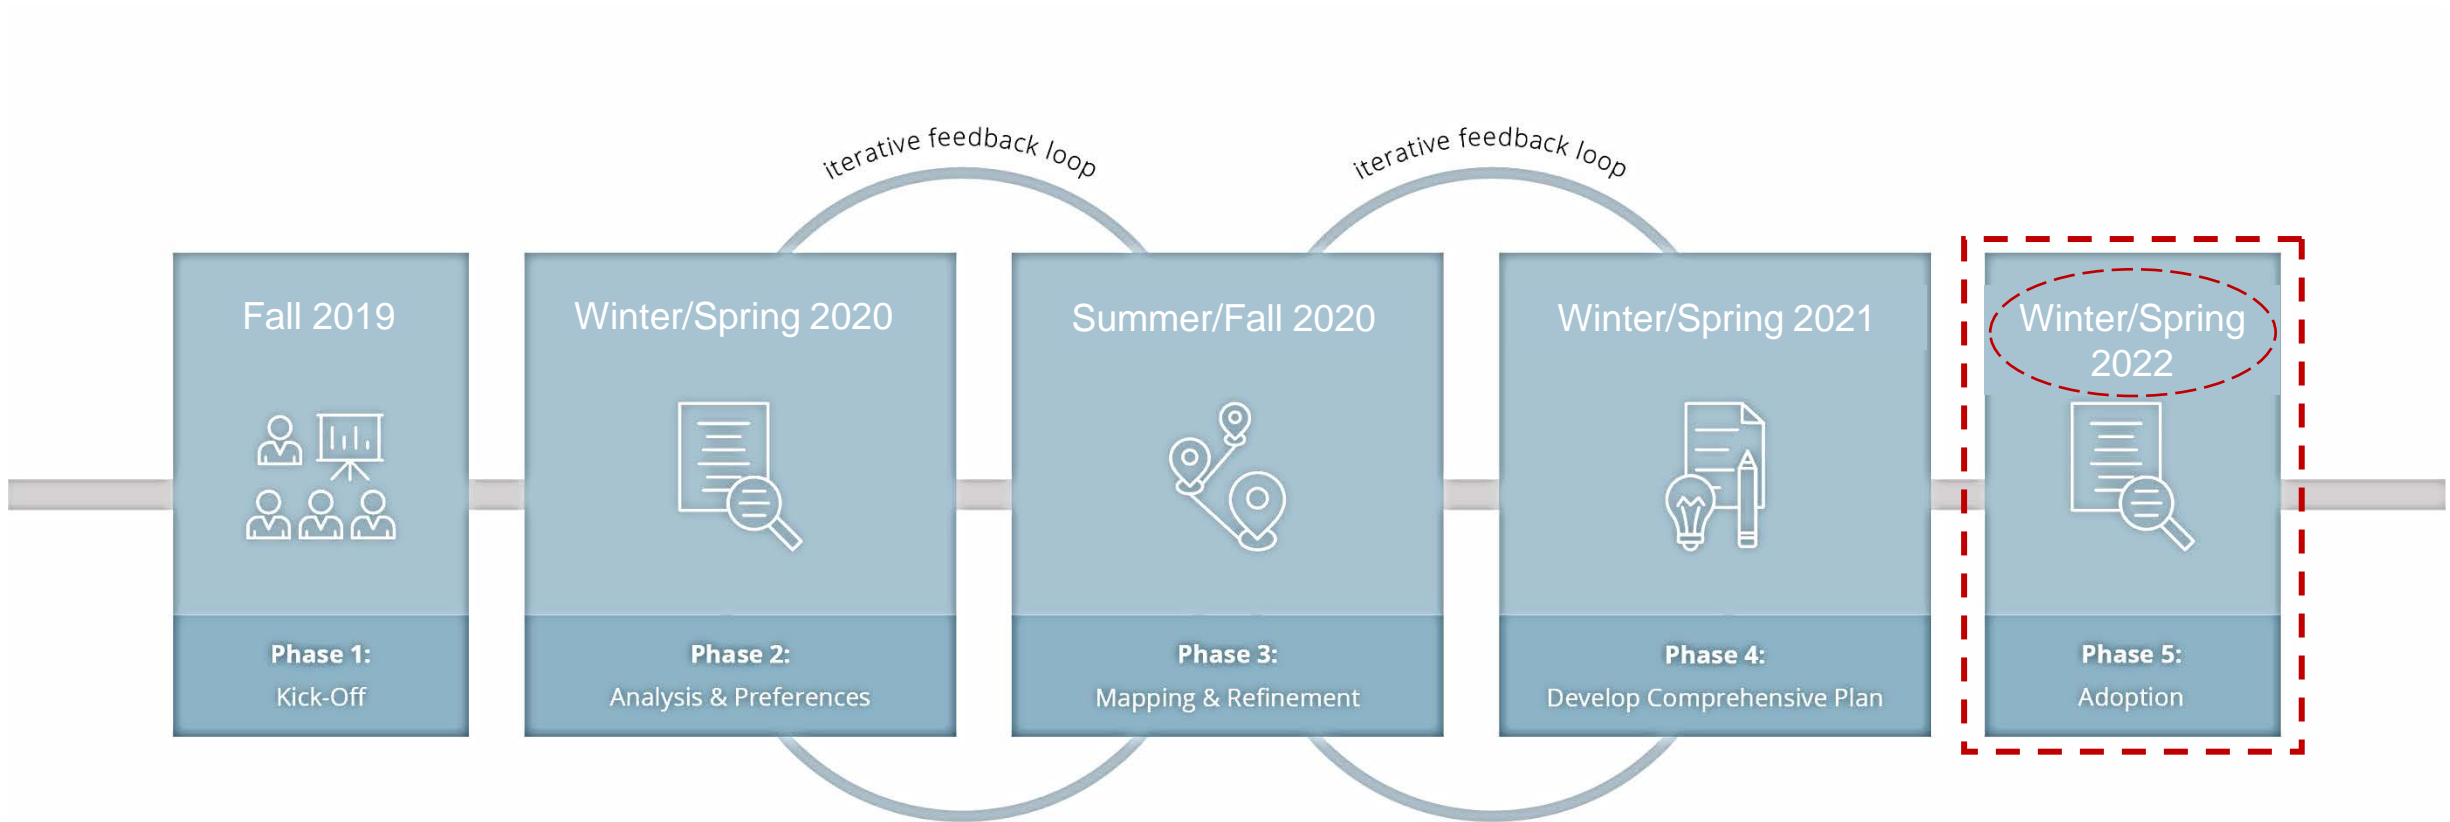 iterative feedback loop
iterative feedback loop
Fall 2019
Winter/Spring 2020
Summer/Fall 2020
Winter/Spring 2021
Winter/Spring
2022
Phase 1:
Kick-Off
Phase 2:
Analysis & Preferences
Phase 3:
Mapping & Refinement
Phase 4:
Develop Comprehensive Plan
Phase 5:
Adoption